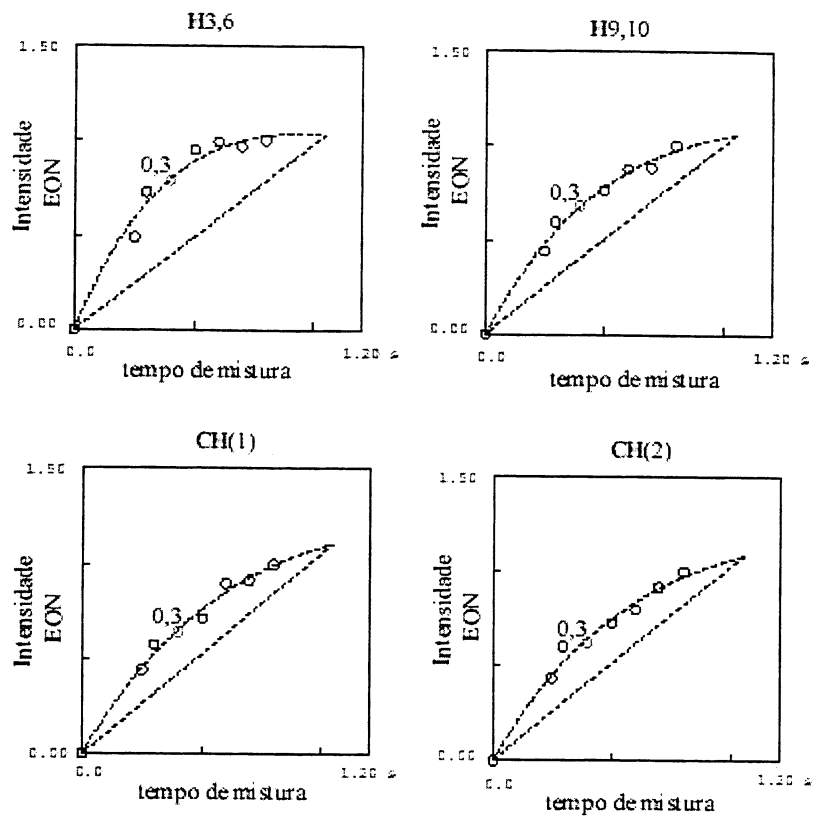 H3,6
1.50
Intensidade
EON
0,3
0.00
0.0
1.20 s
tempo de mistura
H9,10
1.50
Intensidade
EON
0,3
0.00
0.0
1.20 s
tempo de mistura
CH(1)
1.50
Intensidade
EON
0,3
0.00
0.0
1.20 s
tempo de mistura
CH(2)
1.50
Intensidade
EON
0,3
0.00
0.0
1.20 s
tempo de mistura